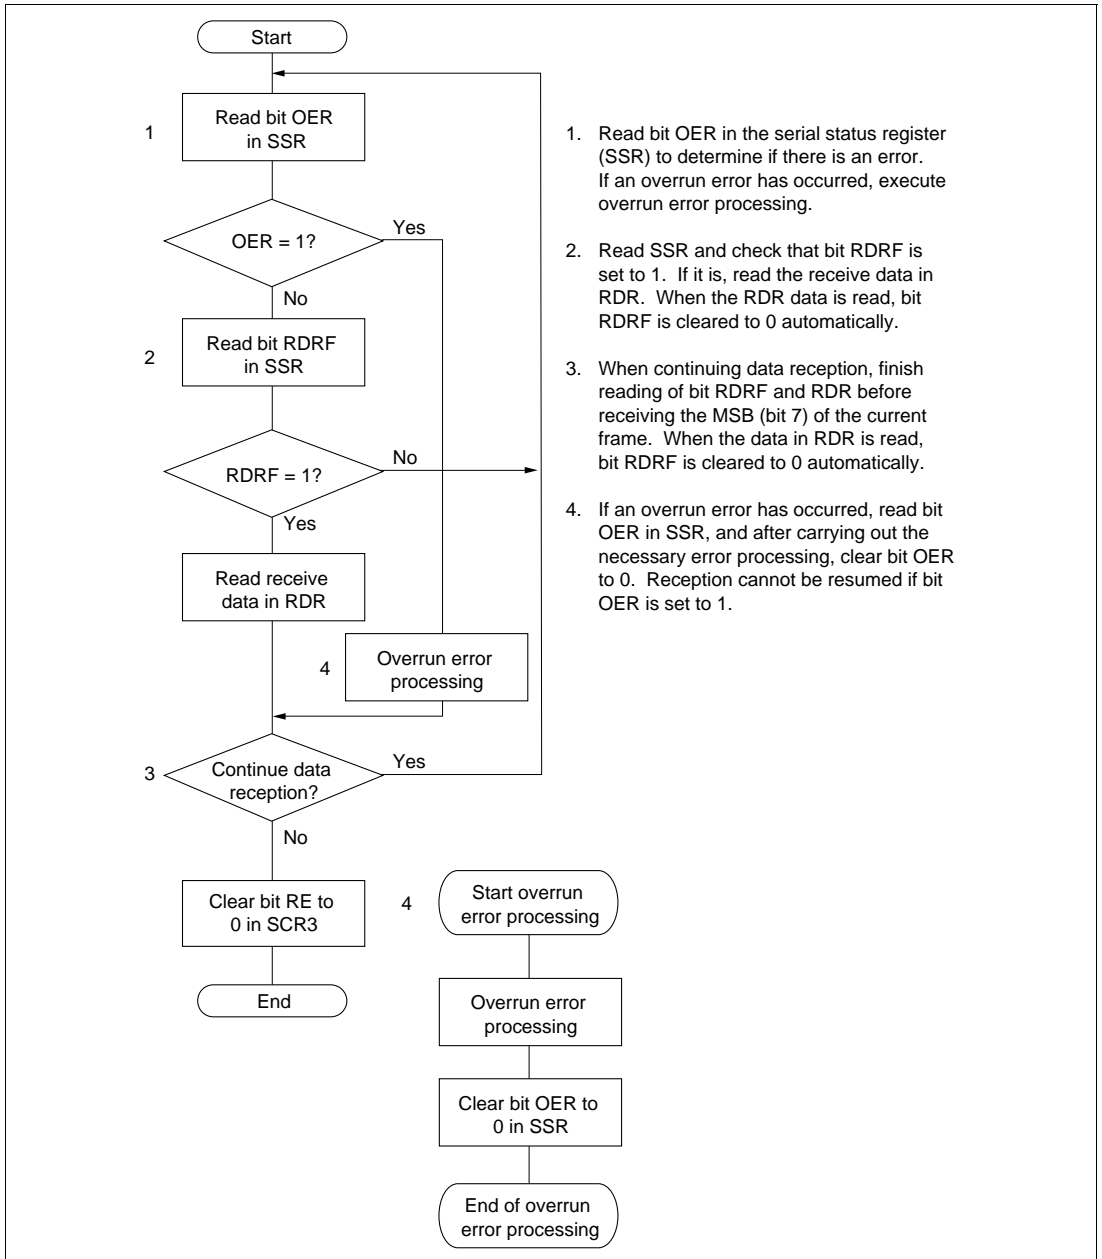 Start
1
Read bit OER
in SSR
OER = 1?
Yes
No
2
Read bit RDRF
in SSR
RDRF = 1?
No
Yes
Read receive
data in RDR
4
Overrun error
processing
3
Continue data
reception?
Yes
No
Clear bit RE to
0 in SCR3
End
4
Start overrun
error processing
Overrun error
processing
Clear bit OER to
0 in SSR
End of overrun
error processing
1. Read bit OER in the serial status register
(SSR) to determine if there is an error.
If an overrun error has occurred, execute
overrun error processing.
2. Read SSR and check that bit RDRF is
set to 1. If it is, read the receive data in
RDR. When the RDR data is read, bit
RDRF is cleared to 0 automatically.
3. When continuing data reception, finish
reading of bit RDRF and RDR before
receiving the MSB (bit 7) of the current
frame. When the data in RDR is read,
bit RDRF is cleared to 0 automatically.
4. If an overrun error has occurred, read bit
OER in SSR, and after carrying out the
necessary error processing, clear bit OER
to 0. Reception cannot be resumed if bit
OER is set to 1.